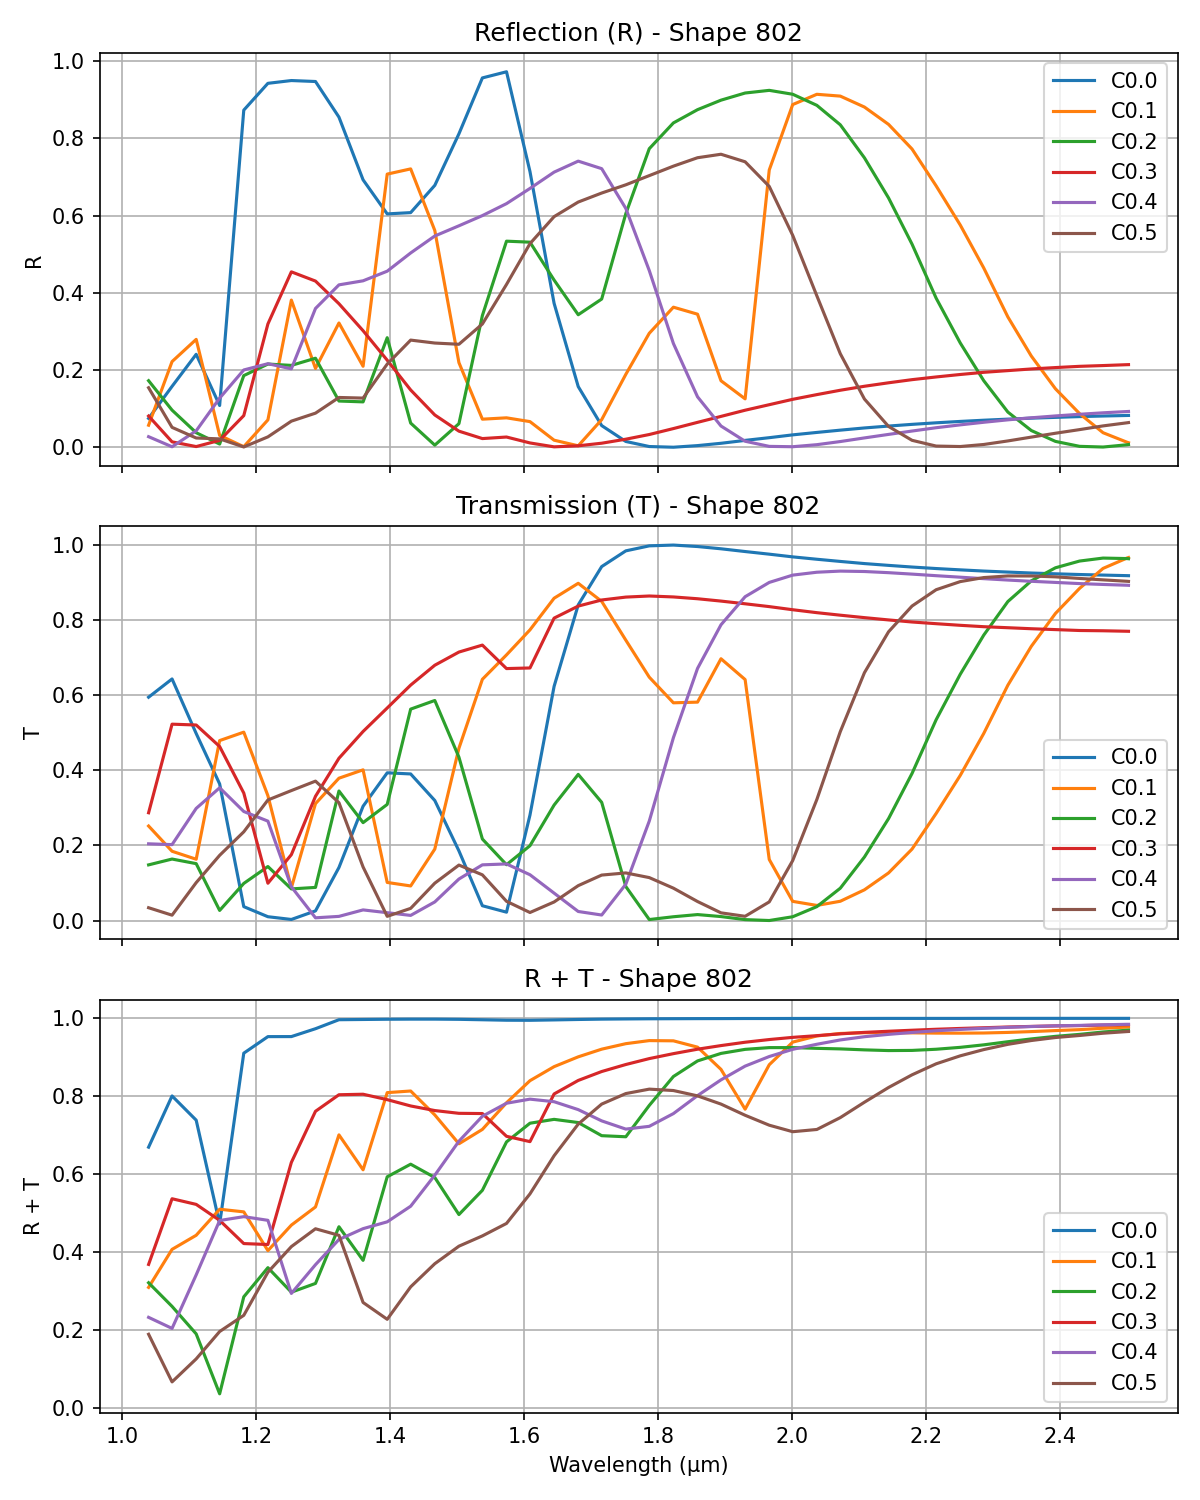 Reflection (R) - Shape 802
1.0
0.8
0.6
0.4
0.2
0.0
R
C0.0
C0.1
C0.2
C0.3
C0.4
C0.5
Transmission (T) - Shape 802
1.0
0.8
0.6
0.4
0.2
0.0
T
C0.0
C0.1
C0.2
C0.3
C0.4
C0.5
R + T - Shape 802
1.0
0.8
0.6
0.4
0.2
0.0
R + T
C0.0
C0.1
C0.2
C0.3
C0.4
C0.5
1.0 1.2 1.4 1.6 1.8 2.0 2.2 2.4
Wavelength (μm)